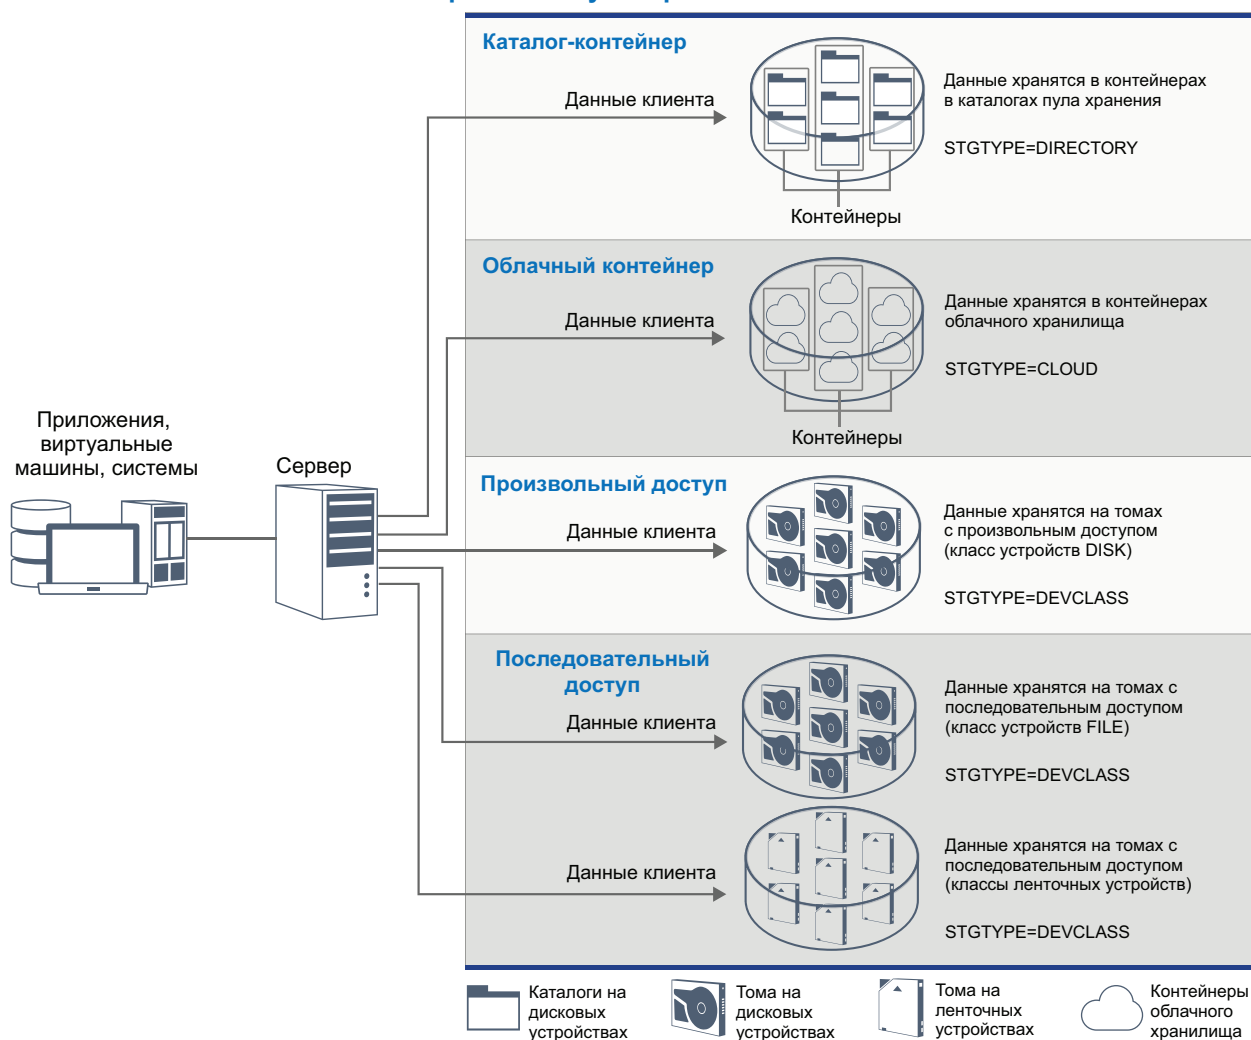 Каталог-контейнер
Данные клиента
Данные хранятся в контейнерах
в каталогах пула хранения
STGTYPE=DIRECTORY
Контейнеры
Облачный контейнер
Данные клиента
Данные хранятся в контейнерах
облачного хранилища
STGTYPE=CLOUD
Контейнеры
Приложения,
виртуальные
машины, системы
Сервер
Произвольный доступ
Данные клиента
Данные хранятся на томах
с произвольным доступом
(класс устройств DISK)
STGTYPE=DEVCLASS
Последовательный
доступ
Данные клиента
Данные хранятся на томах с
последовательным доступом
(класс устройств FILE)
STGTYPE=DEVCLASS
Данные клиента
Данные хранятся на томах с
последовательным доступом
(классы ленточных устройств)
STGTYPE=DEVCLASS
Каталоги на
дисковых
устройствах
Тома на
дисковых
устройствах
Тома на
ленточных
устройствах
Контейнеры
облачного
хранилища